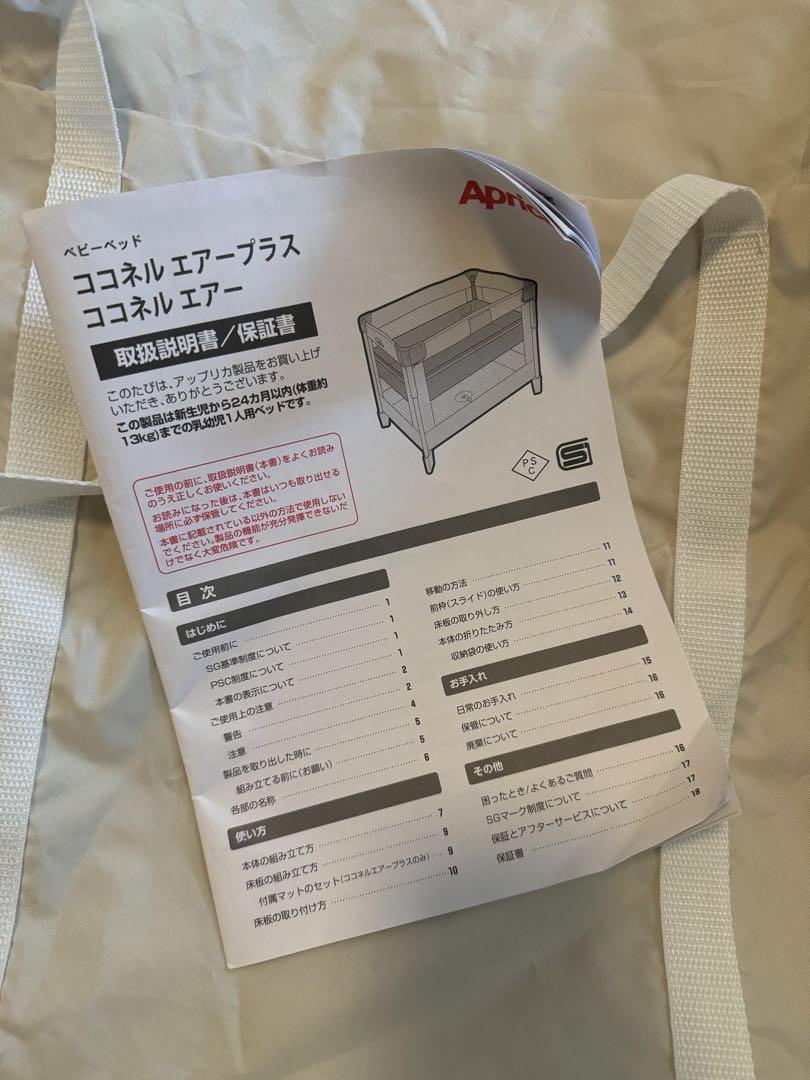 Apric
ベビーベッド
ココネル エアープラス
ココネル エアー
取扱説明書/保証書
このたびは、アップリカ製品をお買い上げ
いただき、ありがとうございます。
この製品は新生児から24カ月以内(体重約
13kg)までの乳幼児1人用ベッドです。
ご使用の前に、取扱説明書(本書)をよくお読み
のうえ正しくお使いください。
お読みになった後は、本書はいつも取り出せる
場所に必ず保管してください。
本書に記載されている以外の方法で使用しない
でください。製品の機能が充分発揮できないだ
けでなく大変危険です。
PSC
目 次
はじめに
ご使用前に 1
SG基準制度について 1
PSC制度について 1
本書の表示について 1
ご使用上の注意 2
警告 2
注意 4
製品を取り出した時に 5
組み立てる前に(お願い) 5
各部の名称 6
使い方
本体の組み立て方 7
床板の組み立て方 9
付属マットのセット(ココネルエアープラスのみ) 9
床板の取り付け方 10
移動の方法 11
前枠(スライド)の使い方 11
床板の取り外し方 12
本体の折りたたみ方 13
収納袋の使い方 14
お手入れ
日常のお手入れ 15
保管について 16
廃棄について 16
その他
困ったとき/よくあるご質問 16
SGマーク制度について 17
保証とアフターサービスについて 17
保証書 18